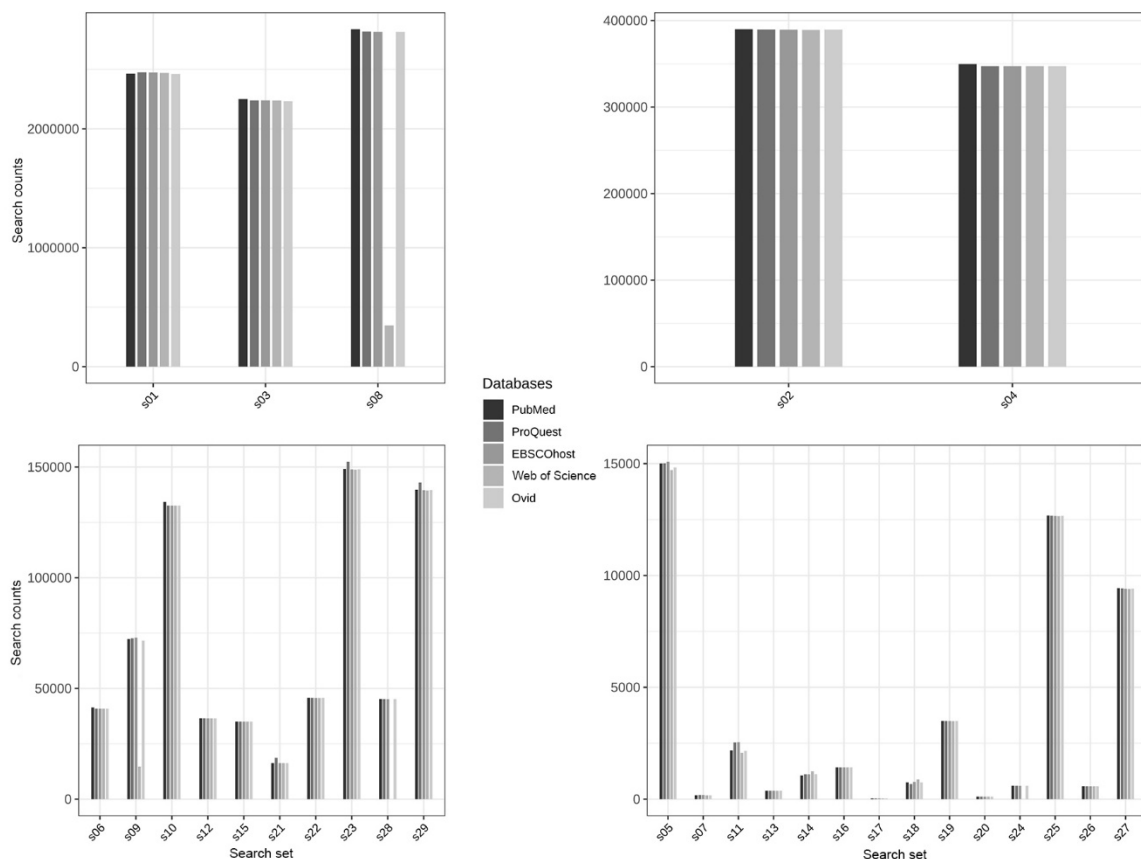 Search counts
2000000
1000000
0
s01
s03
s08
400000
300000
200000
100000
0
s02
s04
Databases
PubMed
ProQuest
EBSCOhost
Web of Science
Ovid
Search counts
150000
100000
50000
0
s06
s09
s10
s12
s15
s21
s22
s23
s28
s29
Search set
15000
10000
5000
0
s05
s07
s11
s13
s14
s16
s17
s18
s19
s20
s24
s25
s26
s27
Search set